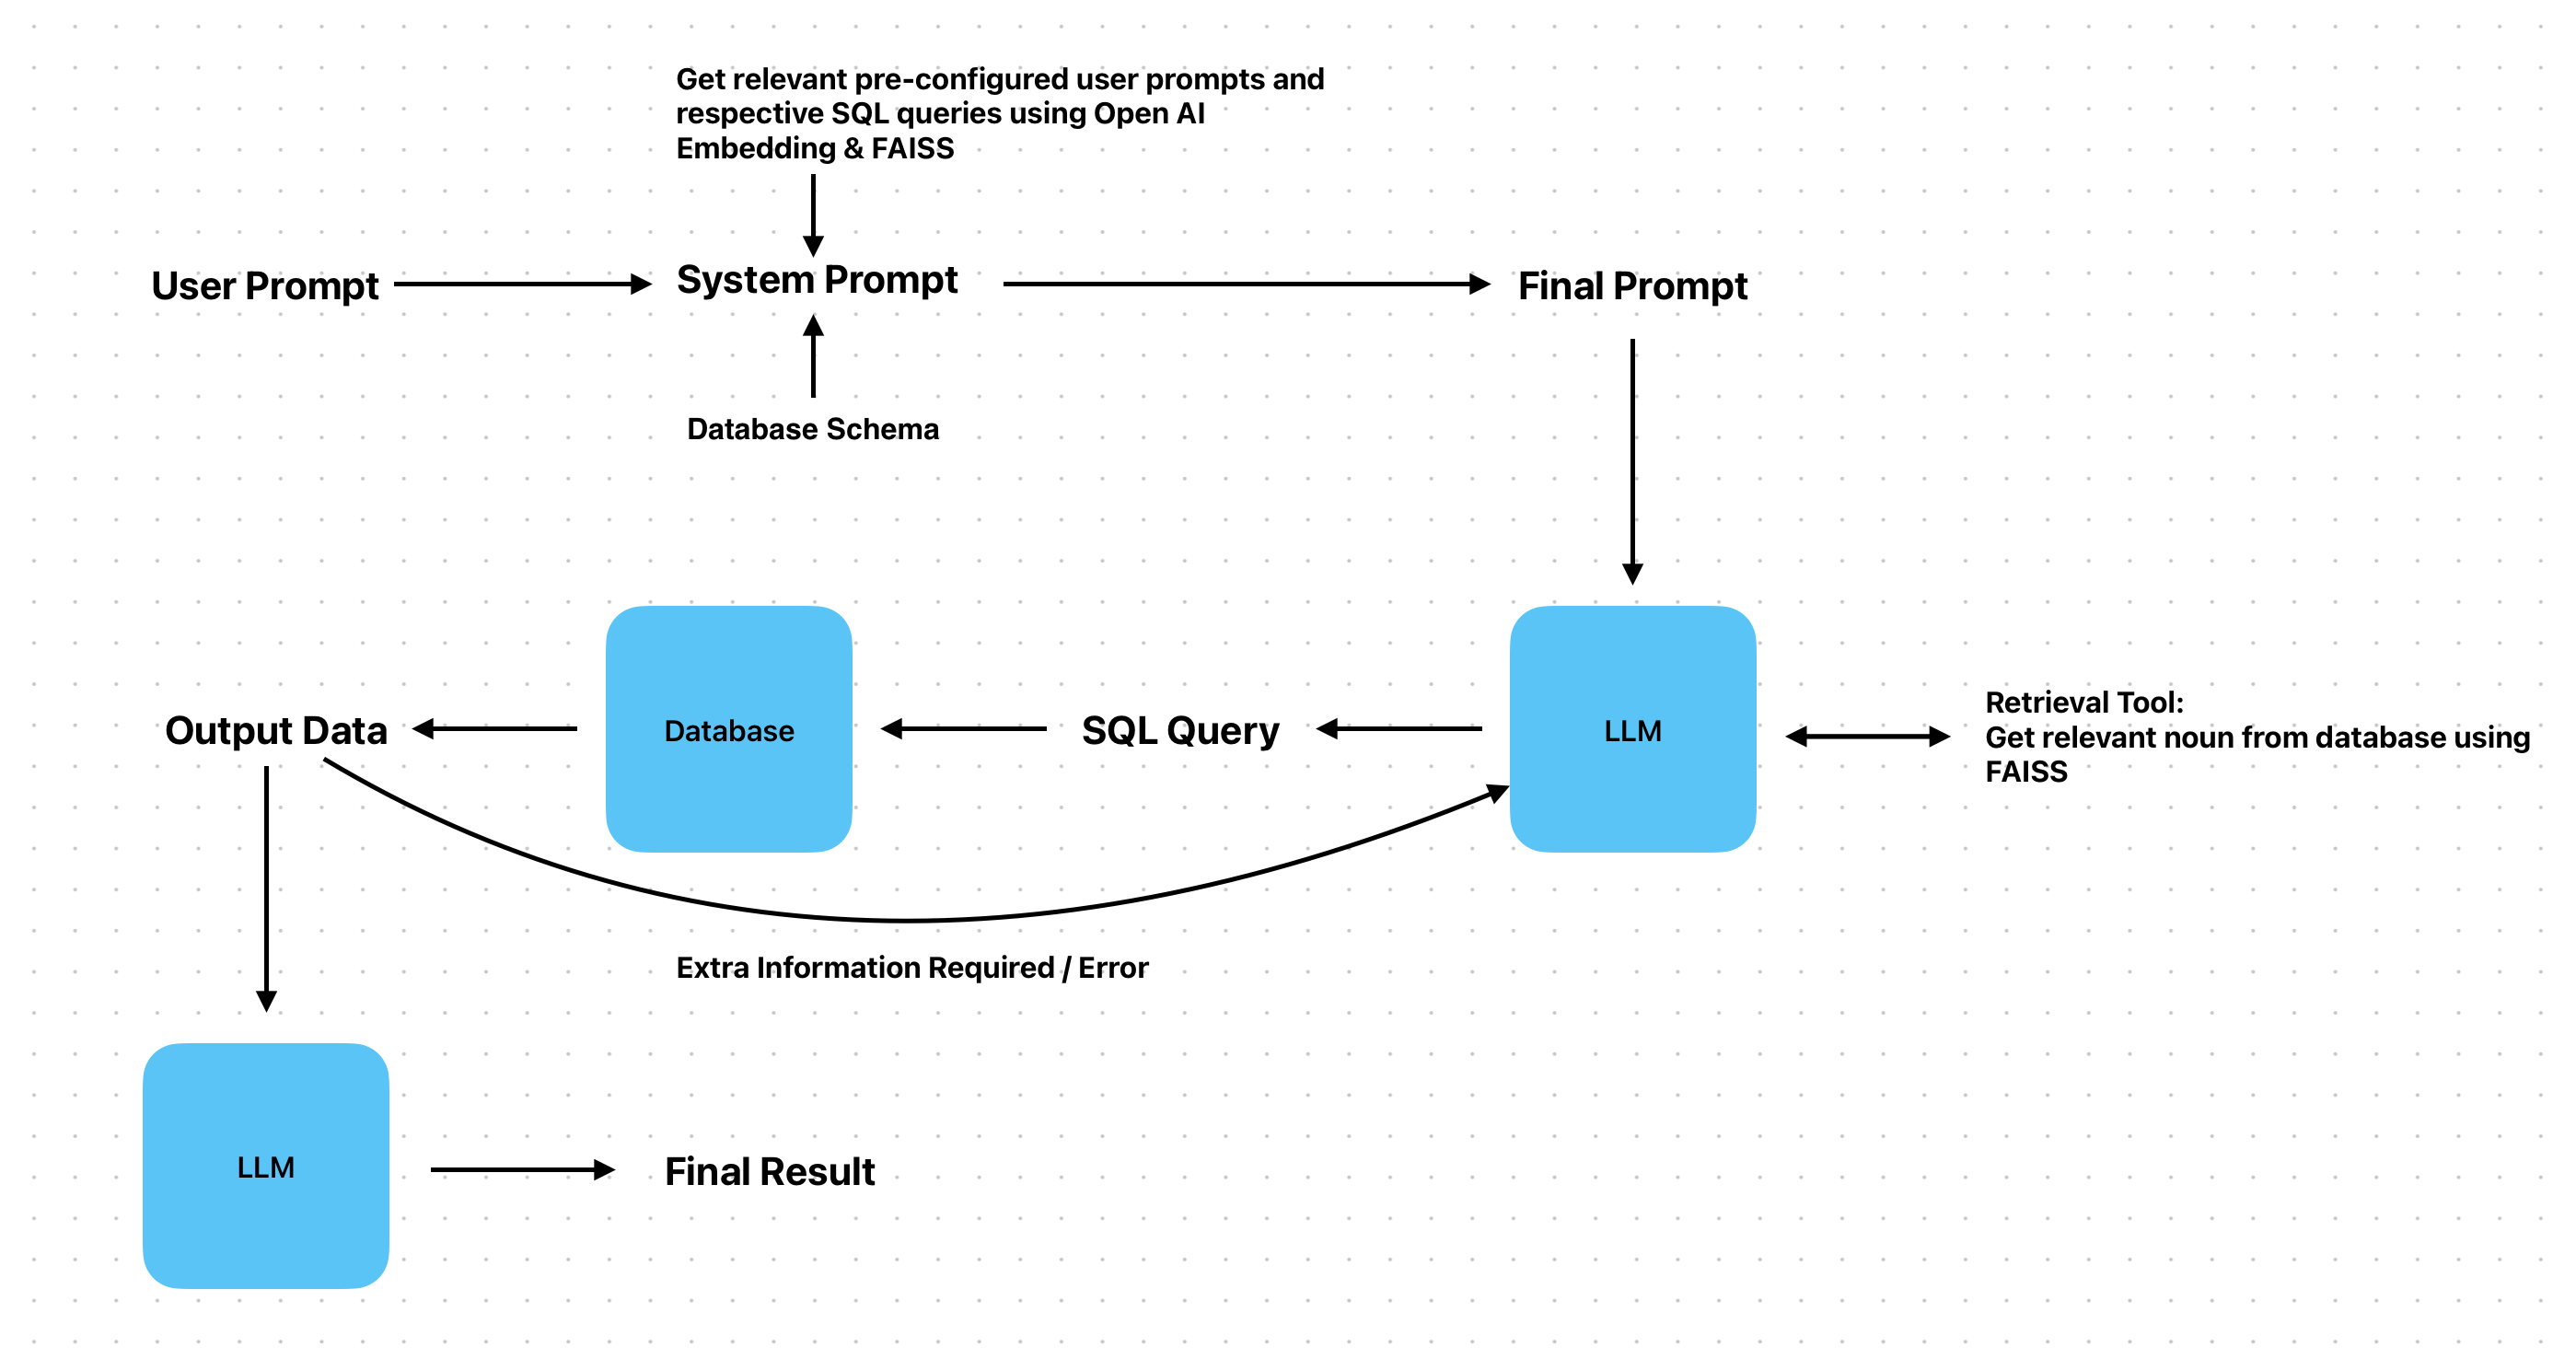 Get relevant pre-configured user prompts and
respective SQL queries using Open AI
Embedding & FAISS
User Prompt
System Prompt
Final Prompt
Database Schema
Output Data
Database
SQL Query
LLM
Retrieval Tool:
Get relevant noun from database using
FAISS
Extra Information Required / Error
LLM
Final Result